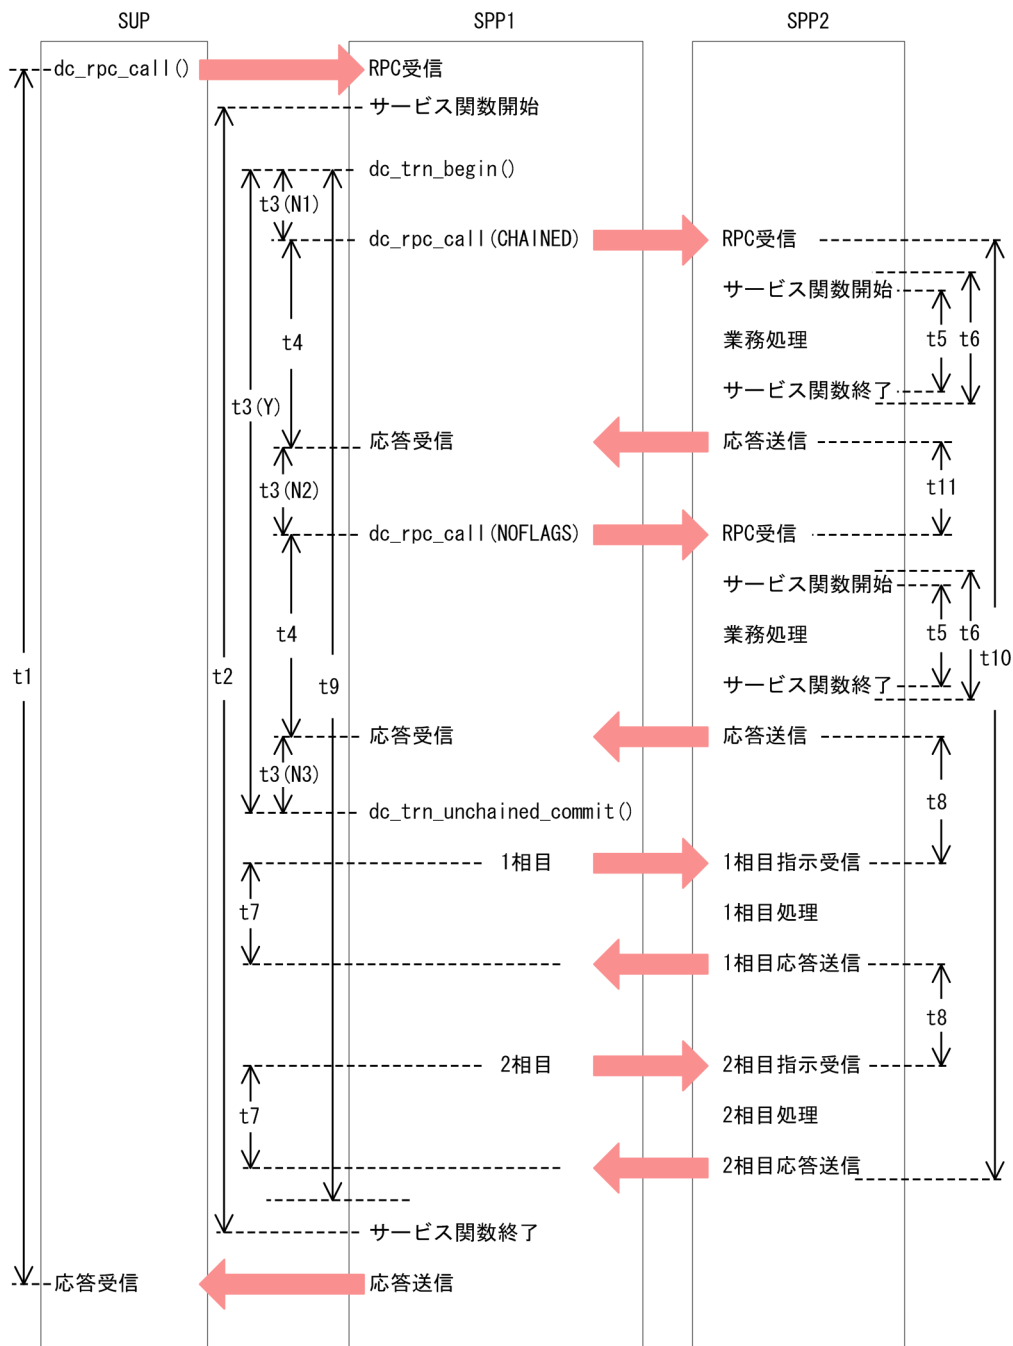 SUP SPP1 SPP2
dc_rpc_call() RPC受信
サービス関数開始
dc_trn_begin()
t3(N1)
dc_rpc_call(CHAINED) RPC受信
サービス関数開始
t4 業務処理 t5 t6
サービス関数終了
t3(Y)
応答受信 応答送信
t3(N2) t11
dc_rpc_call(NOFLAGS) RPC受信
サービス関数開始
t4 業務処理 t5 t6
t10
t1 t2 t9 サービス関数終了
応答受信 応答送信
t3(N3)
t8
dc_trn_unchained_commit()
1相目 1相目指示受信
t7 1相目処理
1相目応答送信
t8
2相目 2相目指示受信
t7 2相目処理
2相目応答送信
サービス関数終了
応答受信 応答送信